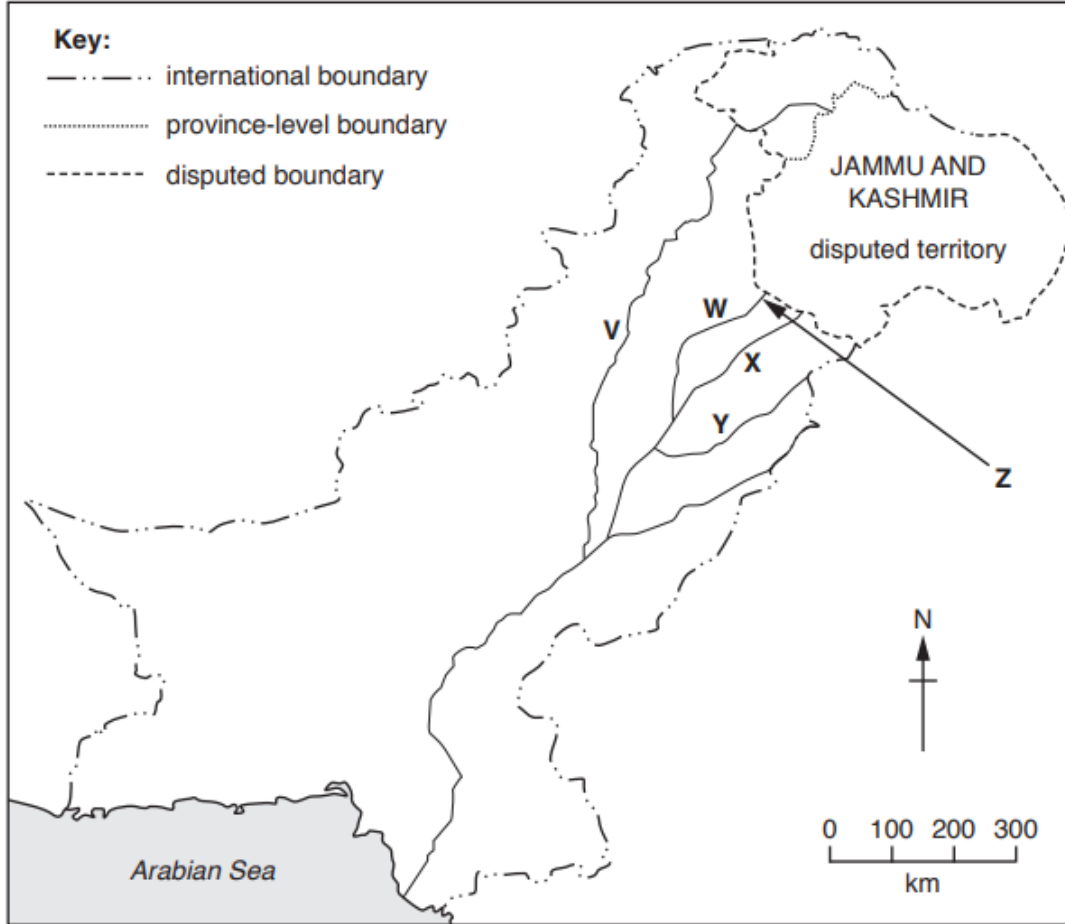 Key:
international boundary
province-level boundary
disputed boundary
JAMMU AND
KASHMIR
disputed territory
V
W
X
Y
Z
N
0 100 200 300
km
Arabian Sea